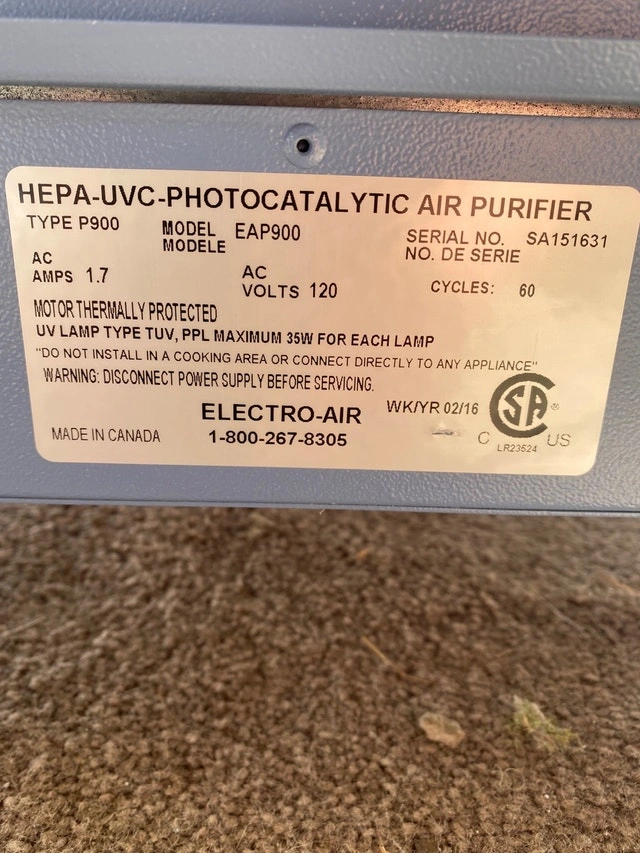 HEPA-UVC-PHOTOCATALYTIC AIR PURIFIER
TYPE P900 MODEL EAP900 SERIAL NO. SA151631
MODELE NO. DE SERIE
AC AC
AMPS 1.7 VOLTS 120 CYCLES: 60
MOTOR THERMALLY PROTECTED
UV LAMP TYPE TUV, PPL MAXIMUM 35W FOR EACH LAMP
"DO NOT INSTALL IN A COOKING AREA OR CONNECT DIRECTLY TO ANY APPLIANCE"
WARNING: DISCONNECT POWER SUPPLY BEFORE SERVICING.
ELECTRO-AIR WK/YR 02/16 SA ®
MADE IN CANADA 1-800-267-8305 C LR23524 US